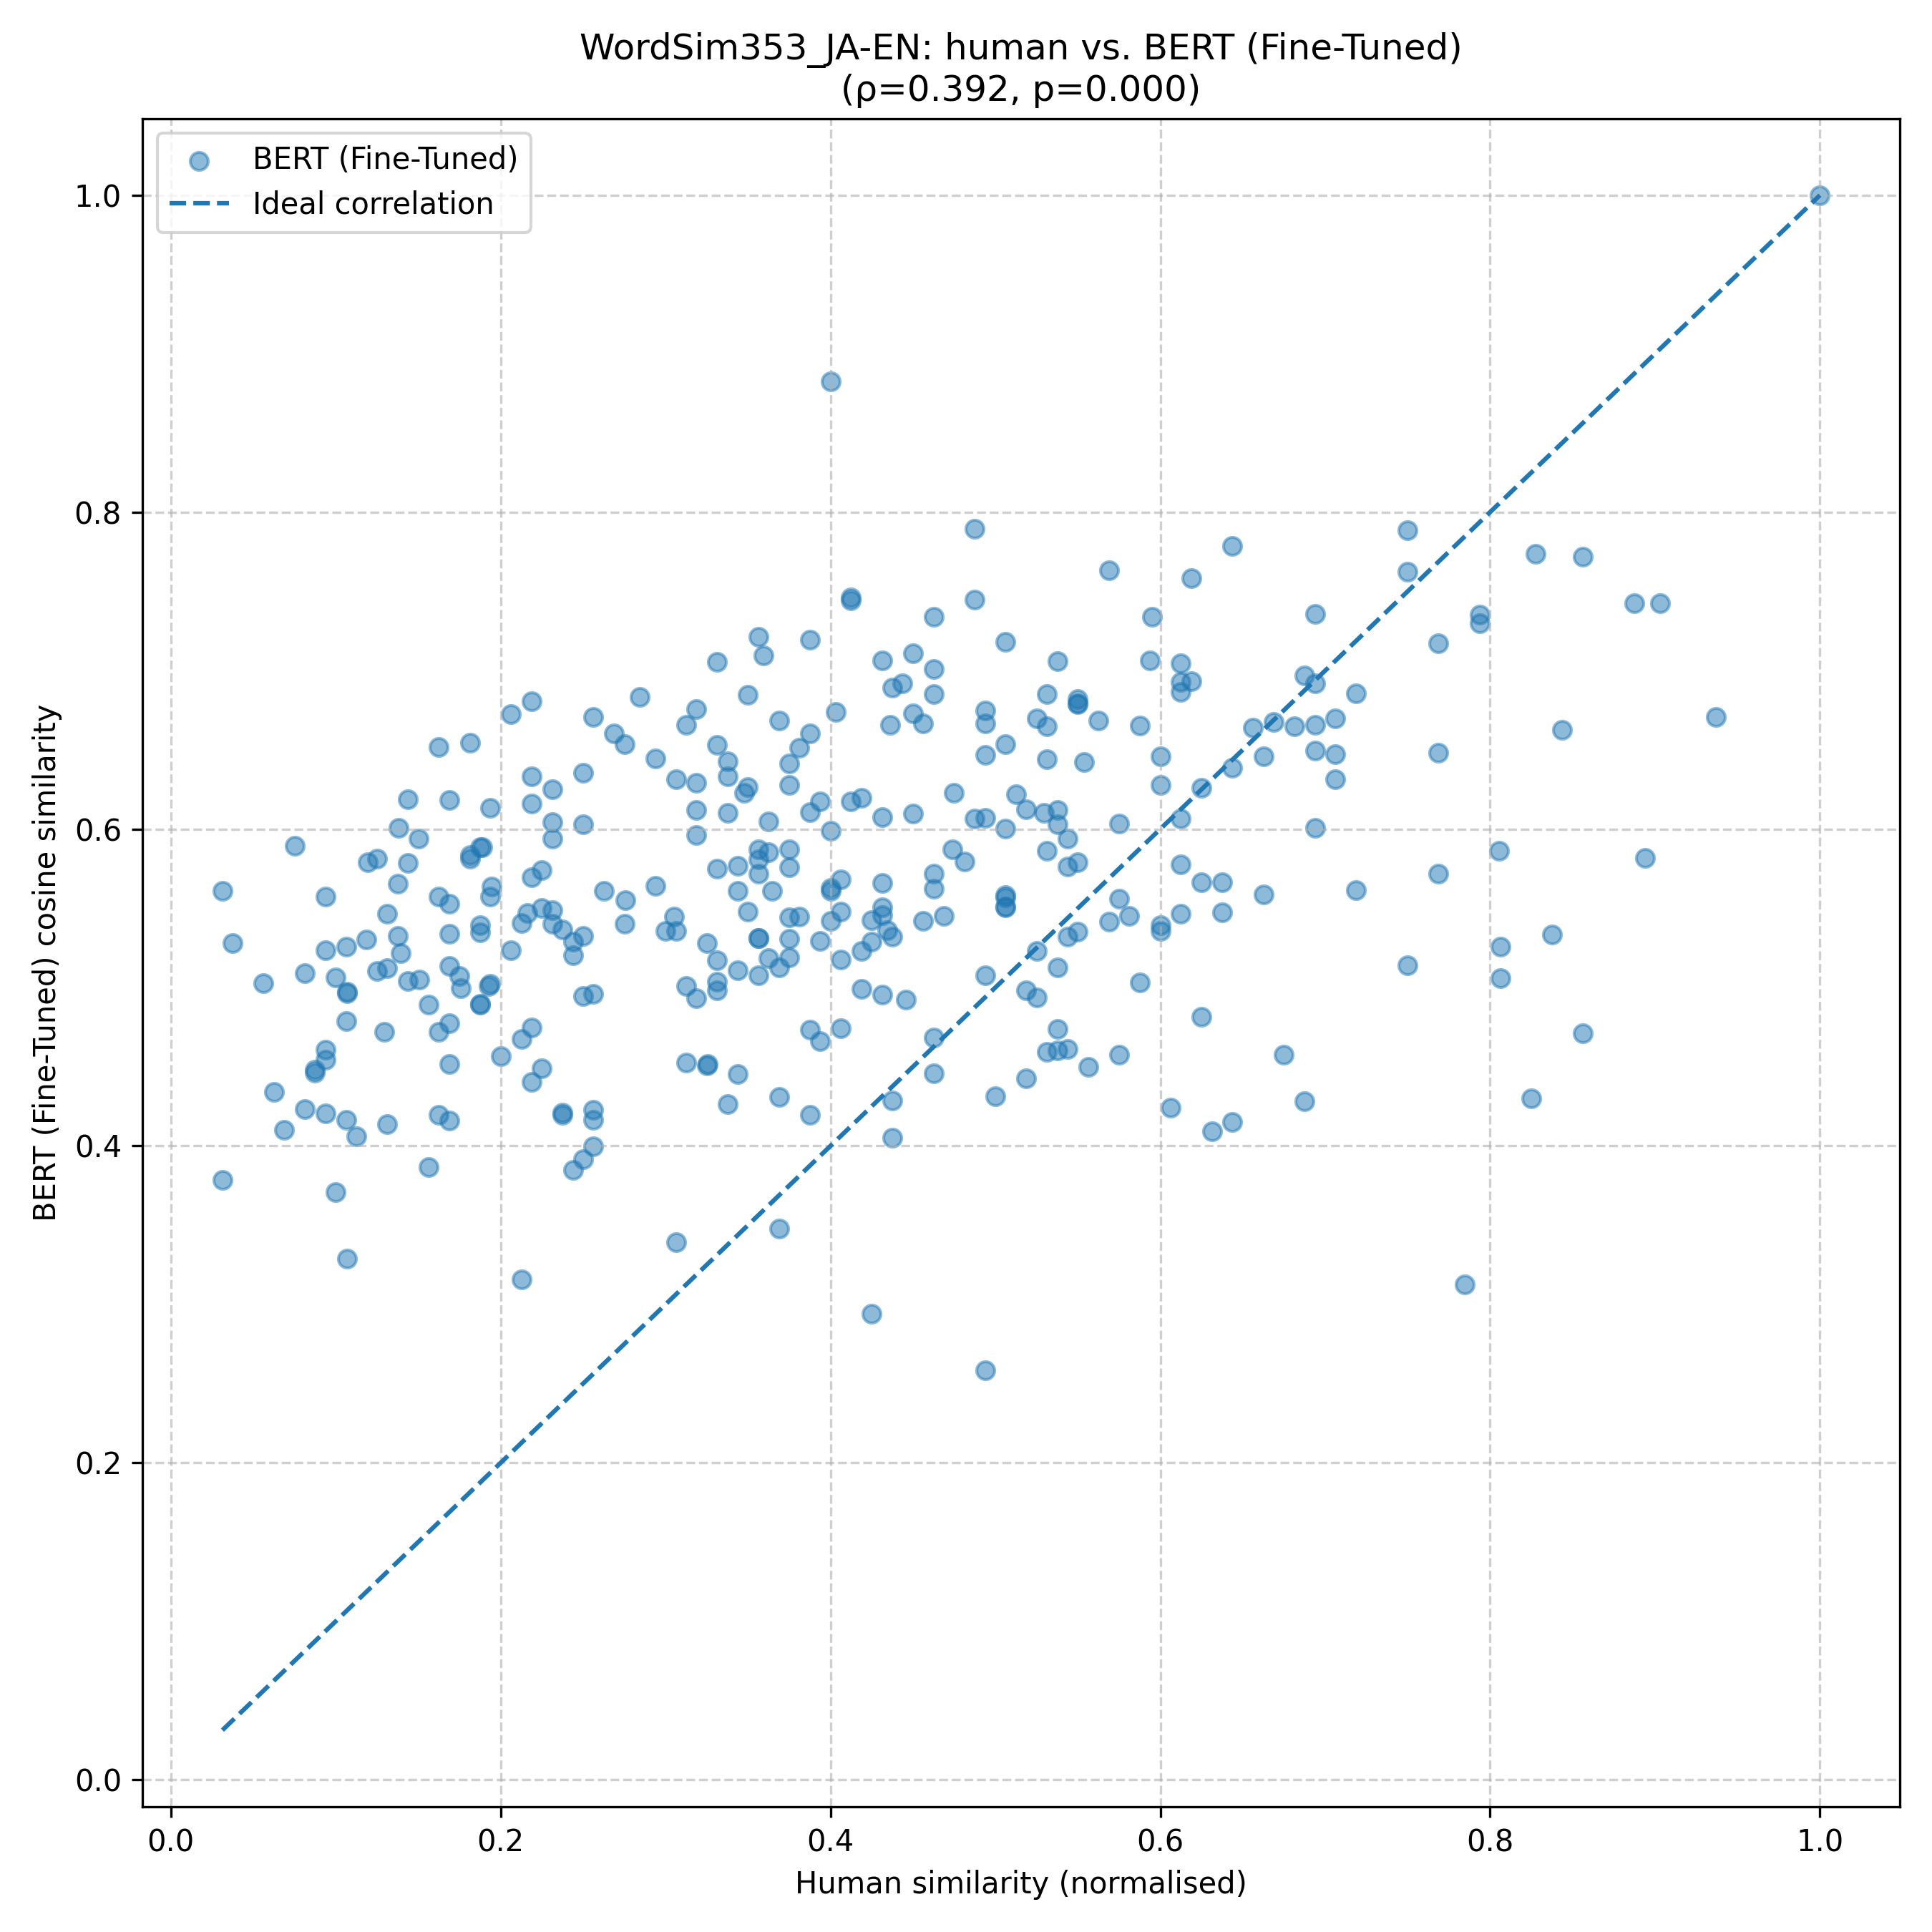 WordSim353_JA-EN: human vs. BERT (Fine-Tuned)
(ρ=0.392, p=0.000)
BERT (Fine-Tuned)
Ideal correlation
1.0
0.8
0.6
0.4
0.2
0.0
BERT (Fine-Tuned) cosine similarity
0.0 0.2 0.4 0.6 0.8 1.0
Human similarity (normalised)